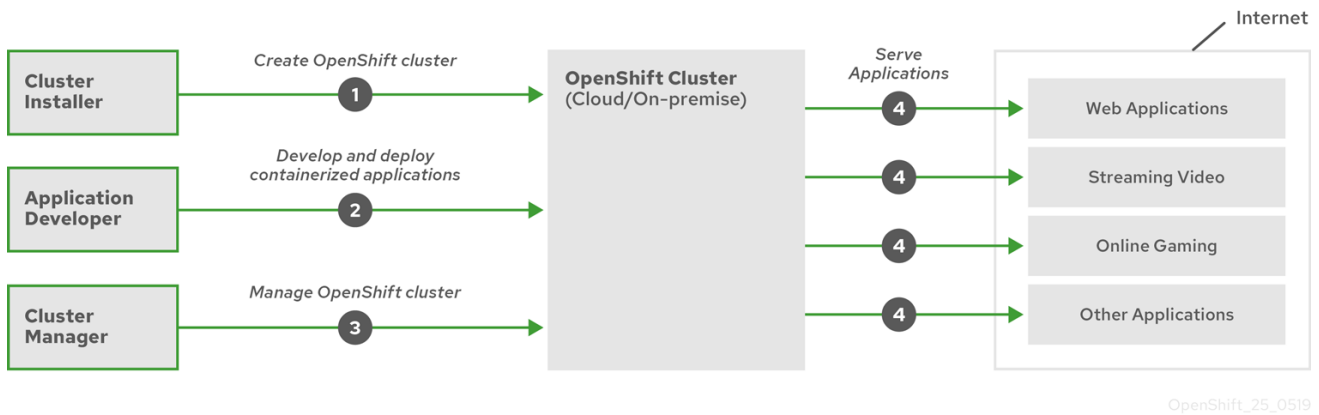 Internet
Cluster
Installer
Create OpenShift cluster
1
Application
Developer
Develop and deploy
containerized applications
2
Cluster
Manager
Manage OpenShift cluster
3
OpenShift Cluster
(Cloud/On-premise)
Serve
Applications
4
Web Applications
4
Streaming Video
4
Online Gaming
4
Other Applications
OpenShift_25_0519